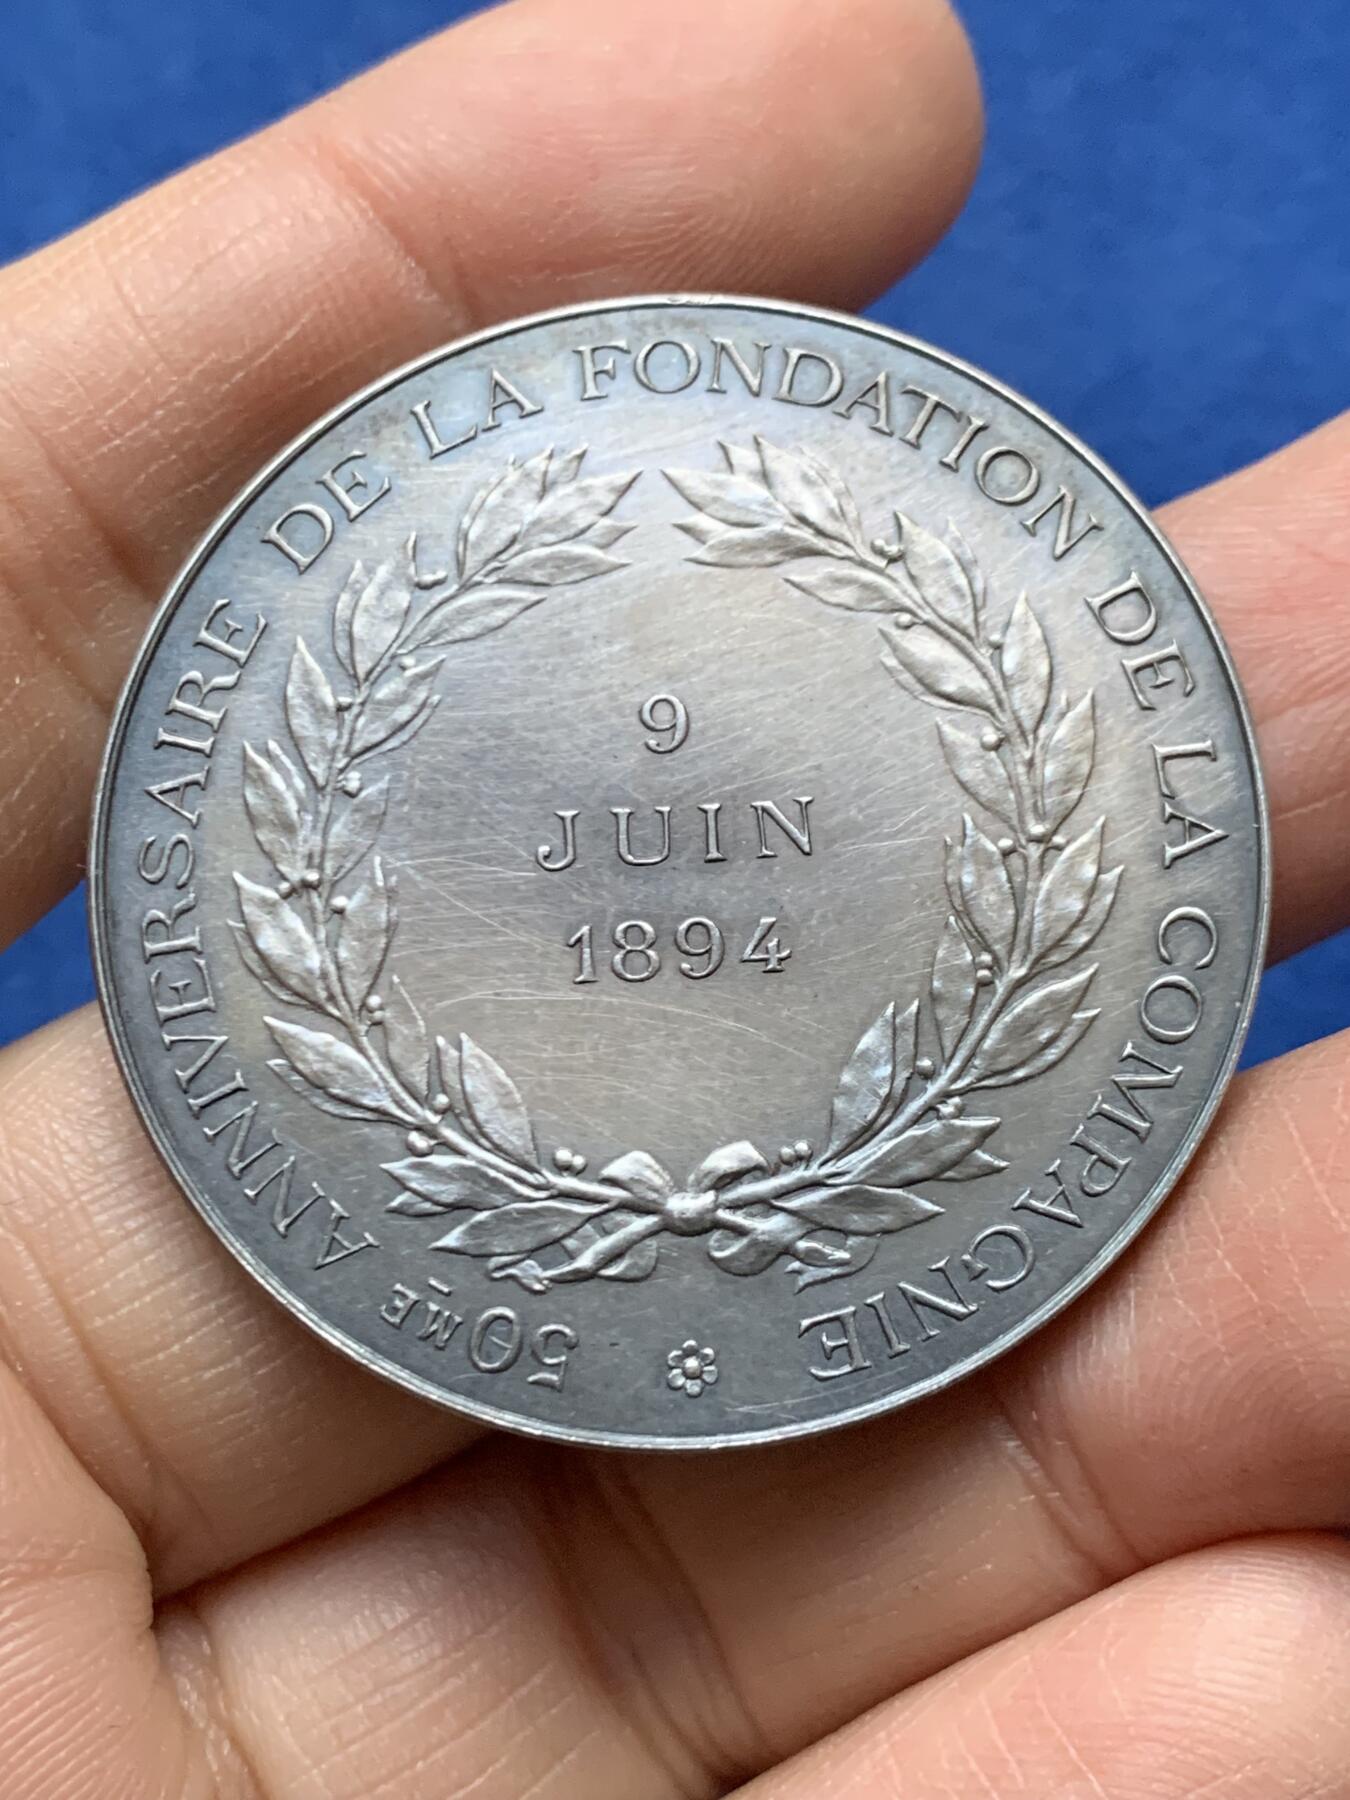 50ME ANNIVERSAIRE DE LA FONDATION DE LA COMPAGNIE
9
JUIN
1894